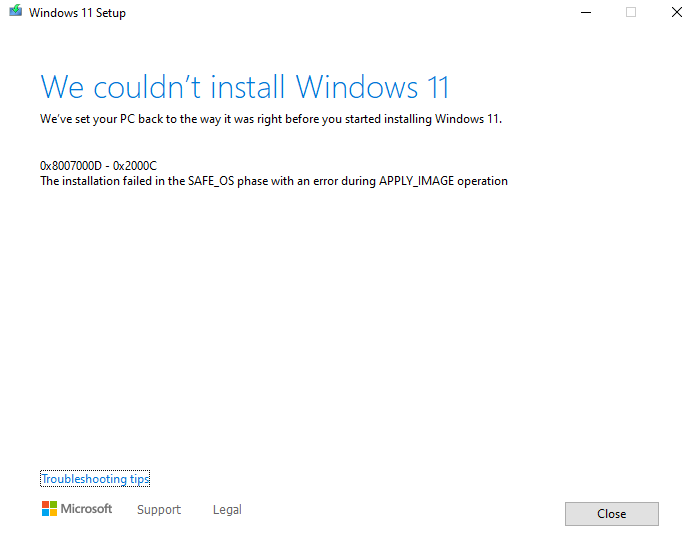 Windows 11 Setup
We couldn’t install Windows 11
We’ve set your PC back to the way it was right before you started installing Windows 11.
0x8007000D - 0x2000C
The installation failed in the SAFE_OS phase with an error during APPLY_IMAGE operation
Troubleshooting tips
Microsoft Support Legal
Close